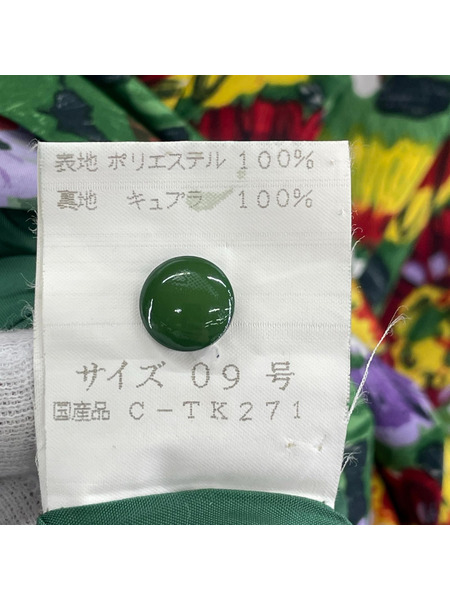 表地 ポリエステル 100%
裏地 キュプラ 100%
サイズ 09 号
国産品 C-TK271